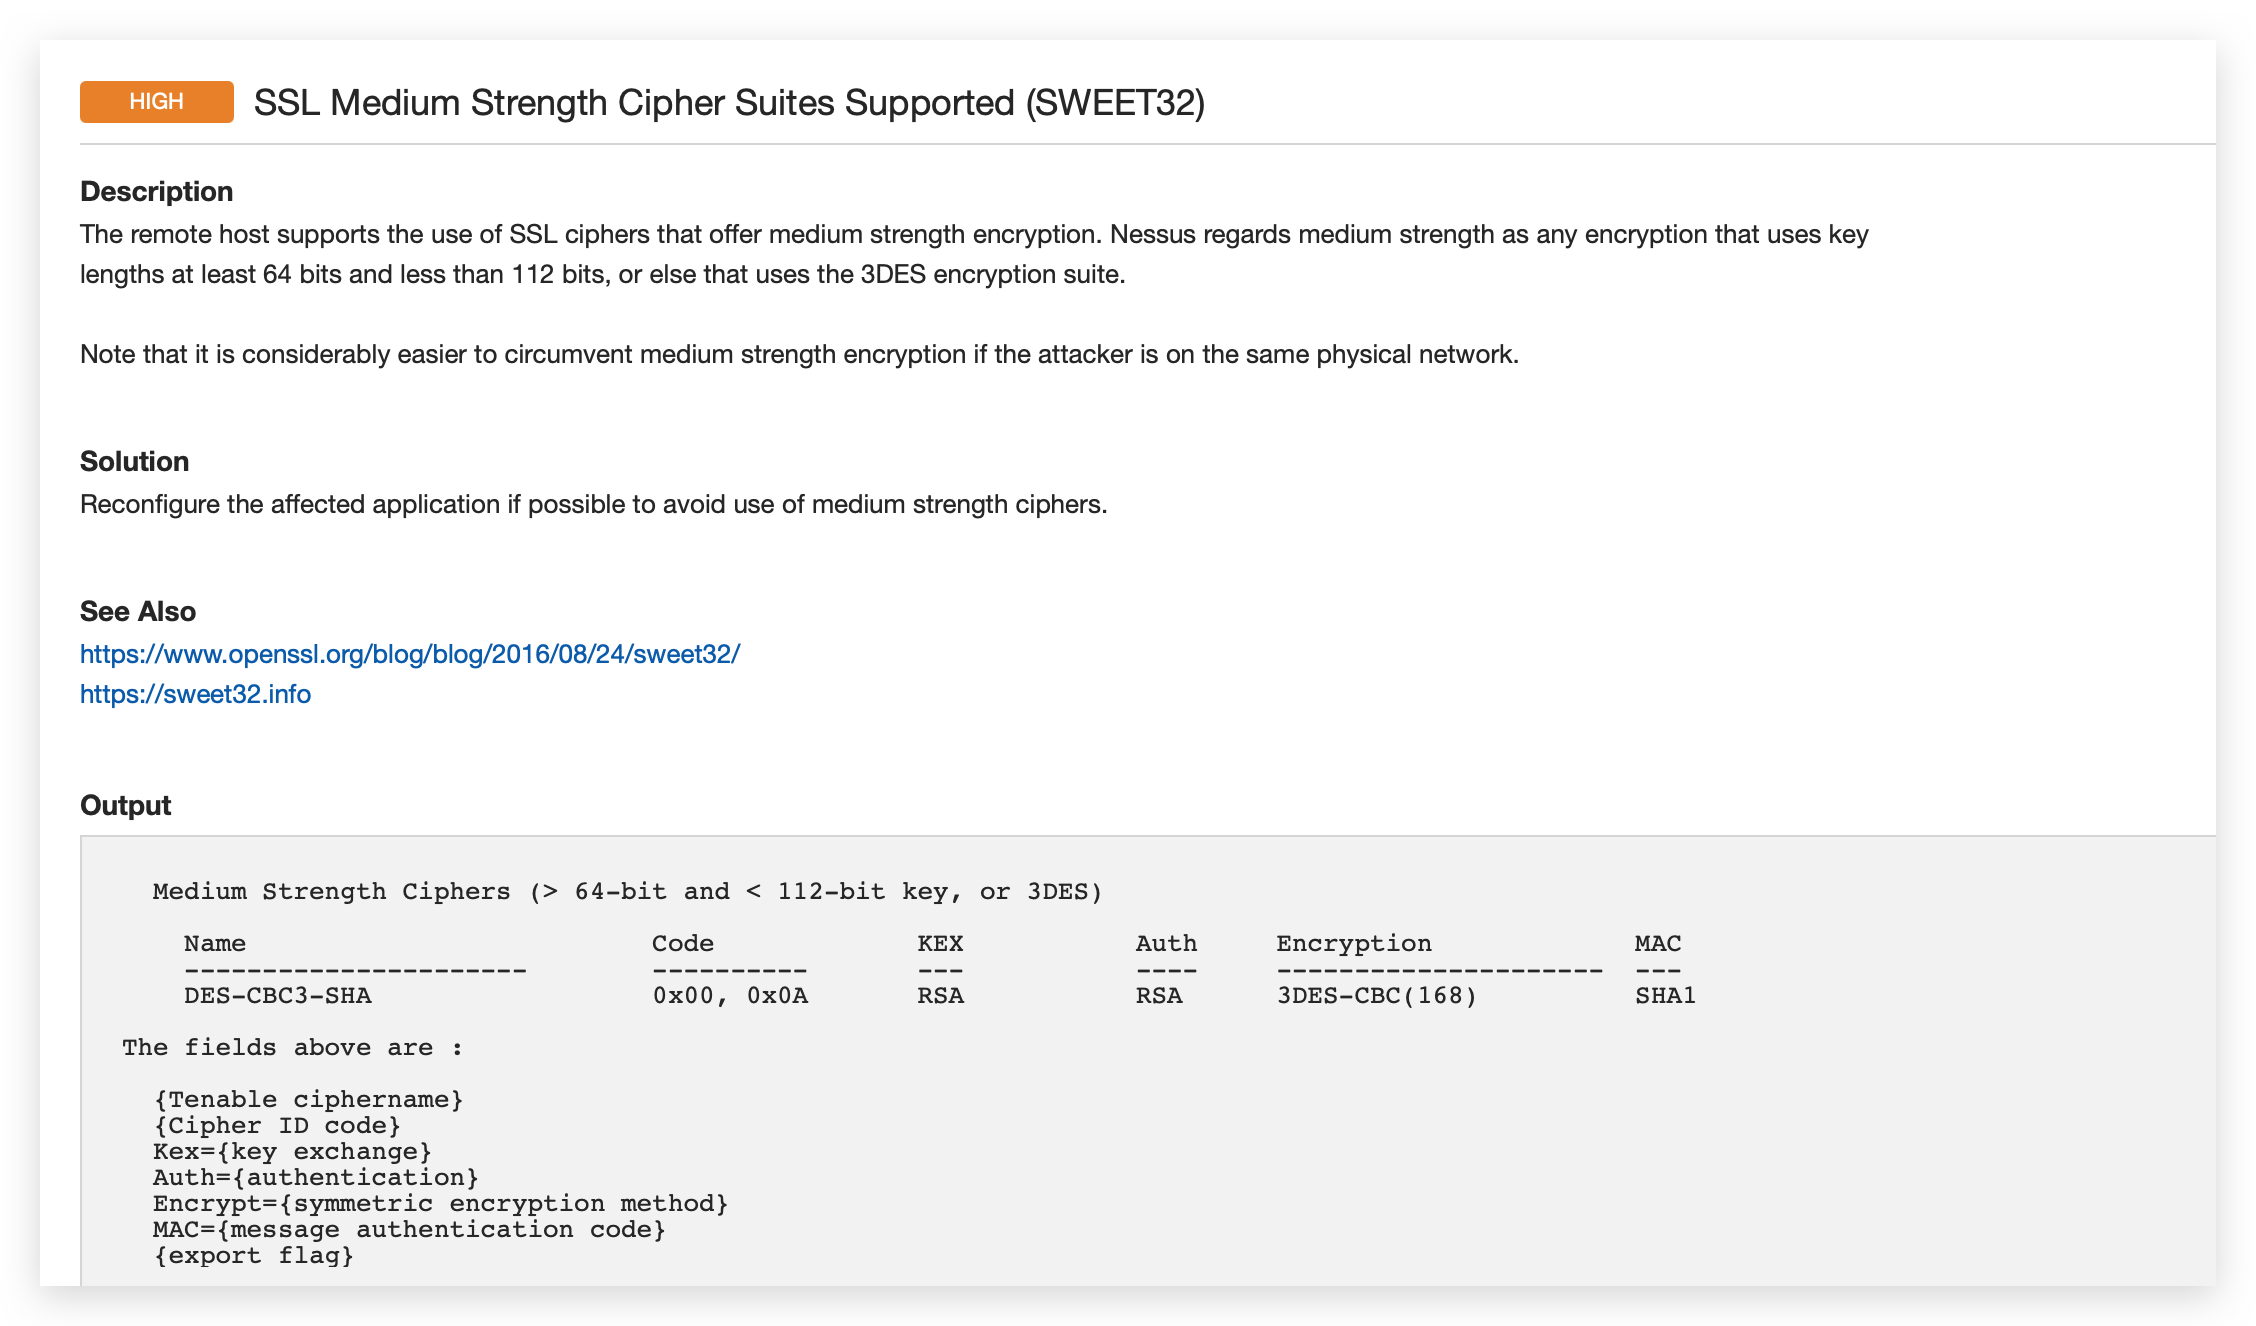 HIGH SSL Medium Strength Cipher Suites Supported (SWEET32)
Description
The remote host supports the use of SSL ciphers that offer medium strength encryption. Nessus regards medium strength as any encryption that uses key
lengths at least 64 bits and less than 112 bits, or else that uses the 3DES encryption suite.
Note that it is considerably easier to circumvent medium strength encryption if the attacker is on the same physical network.
Solution
Reconfigure the affected application if possible to avoid use of medium strength ciphers.
See Also
https://www.openssl.org/blog/blog/2016/08/24/sweet32/
https://sweet32.info
Output
Medium Strength Ciphers (> 64-bit and < 112-bit key, or 3DES)
Name Code KEX Auth Encryption MAC
---------------------- ---------- --- ---- --------------------- ---
DES-CBC3-SHA 0x00, 0x0A RSA RSA 3DES-CBC(168) SHA1
The fields above are :
{Tenable ciphername}
{Cipher ID code}
Kex={key exchange}
Auth={authentication}
Encrypt={symmetric encryption method}
MAC={message authentication code}
{export flag}